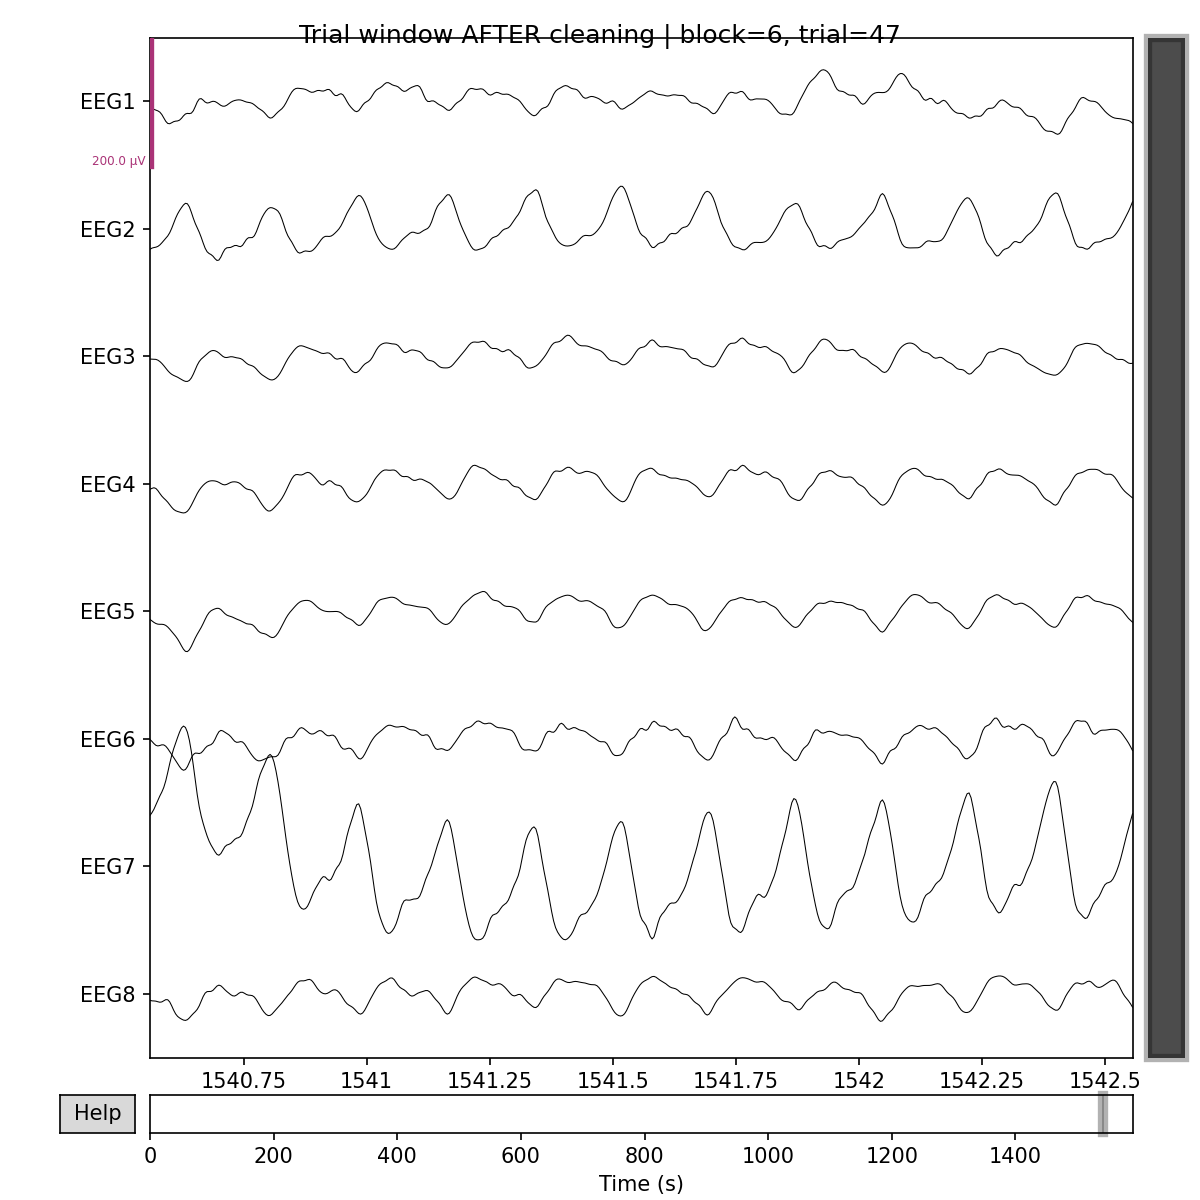 Trial window AFTER cleaning | block=6, trial=47
EEG1
200.0 µV
EEG2
EEG3
EEG4
EEG5
EEG6
EEG7
EEG8
1540.75 1541 1541.25 1541.5 1541.75 1542 1542.25 1542.5
Help
0 200 400 600 800 1000 1200 1400
Time (s)